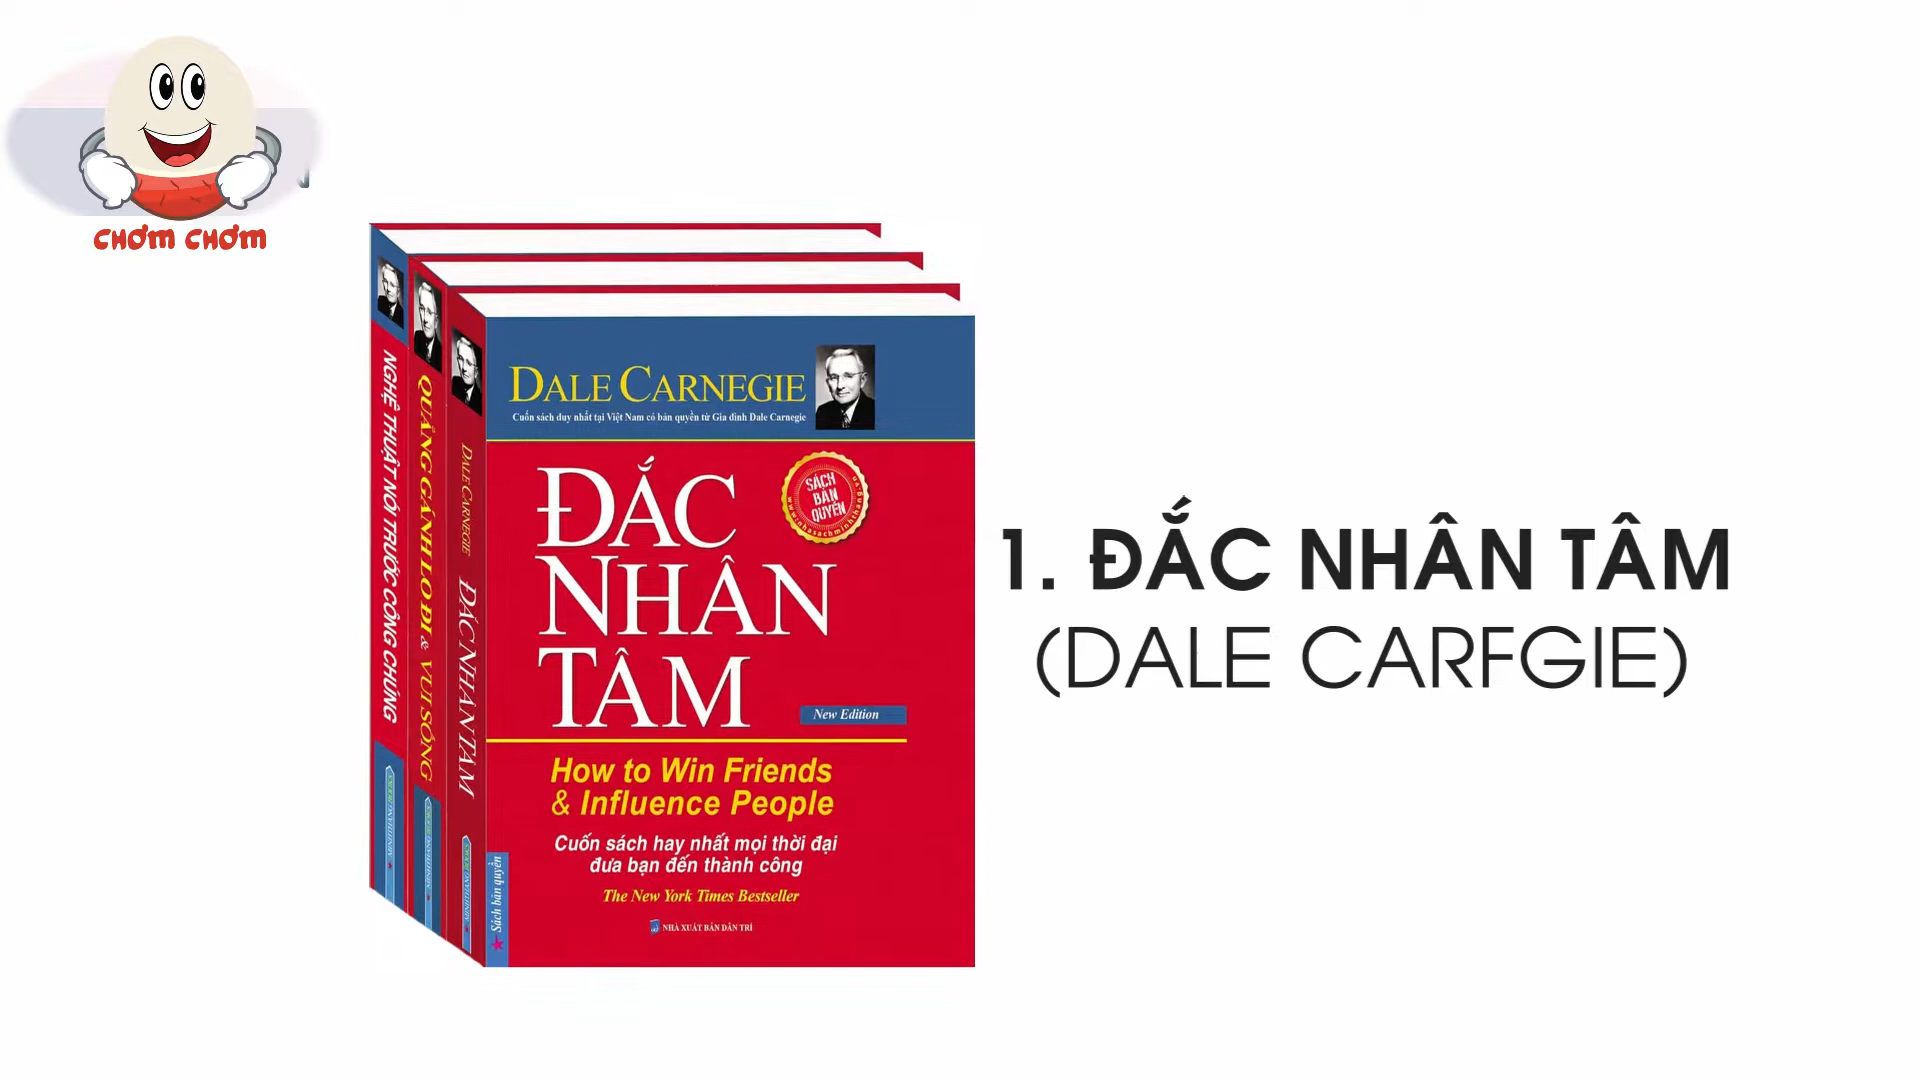 CHƠM CHƠM
NGHỆ THUẬT NÓI TRƯỚC CÔNG CHÚNG
QUẲNG GÁNH LO ĐI & VUI SỐNG
DALE CARNEGIE ĐẮC NHÂN TÂM
DALE CARNEGIE
Cuốn sách duy nhất tại Việt Nam có bản quyền từ Gia đình Dale Carnegie
ĐẮC
NHÂN
TÂM
SÁCH
BẢN
QUYỀN
www.nhasachminhthang.vn
New Edition
How to Win Friends
& Influence People
Cuốn sách hay nhất mọi thời đại
đưa bạn đến thành công
The New York Times Bestseller
NHÀ XUẤT BẢN DÂN TRÍ
Sách bản quyền
1. ĐẮC NHÂN TÂM
(DALE CARFGIE)